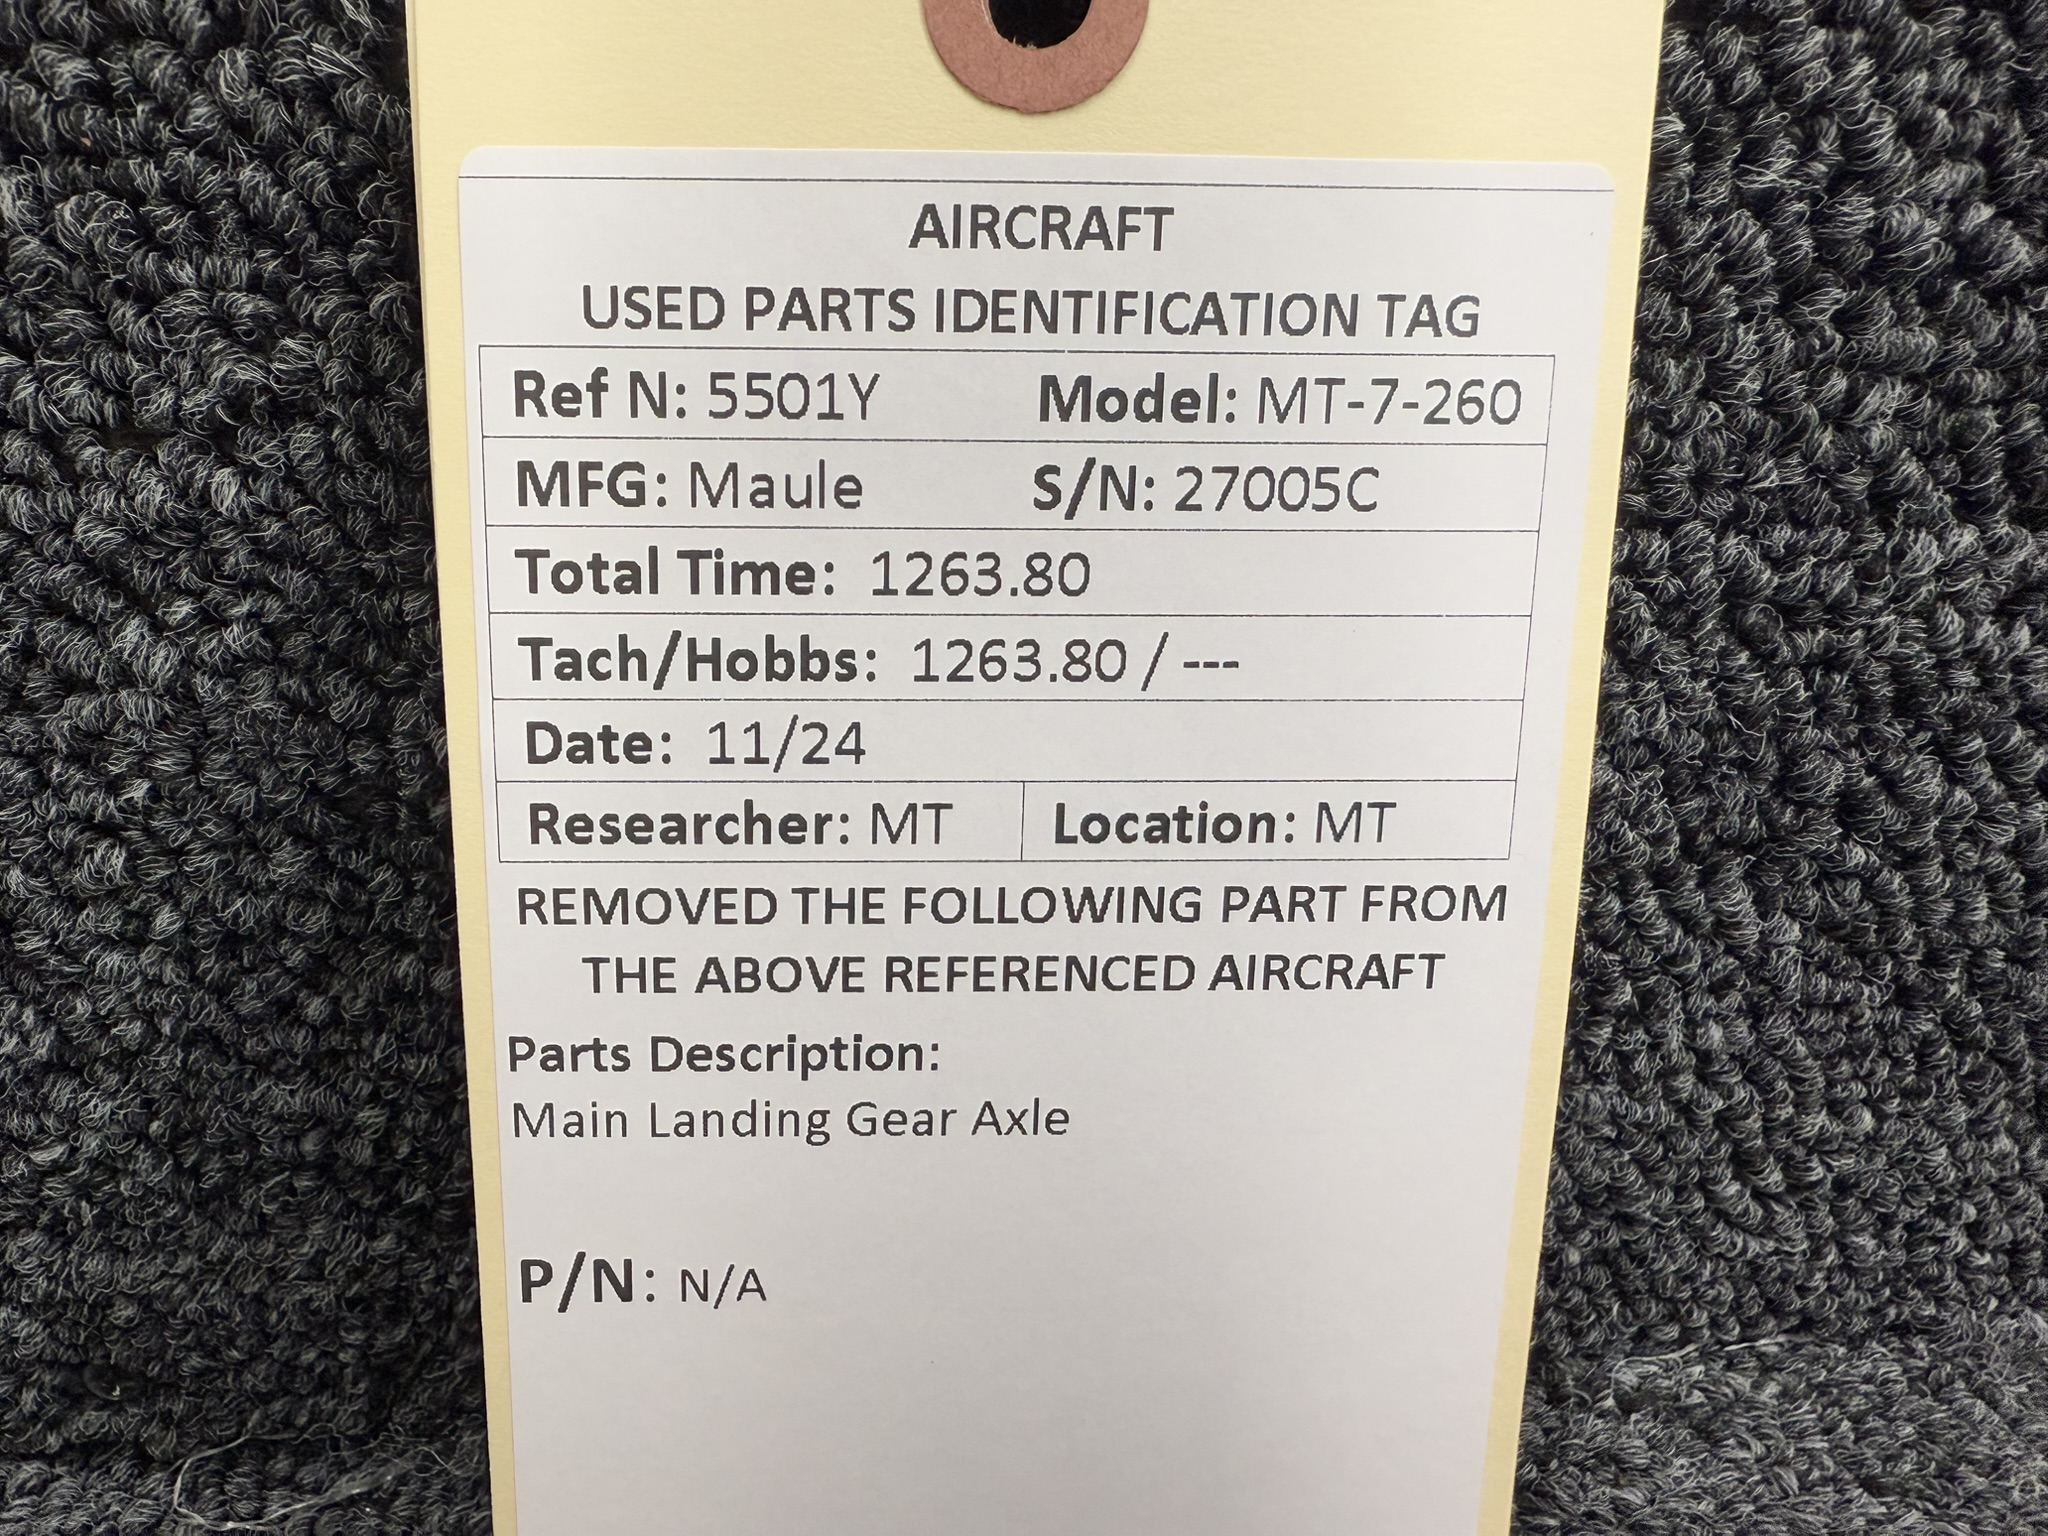 AIRCRAFT
USED PARTS IDENTIFICATION TAG
Ref N: 5501Y Model: MT-7-260
MFG: Maule S/N: 27005C
Total Time: 1263.80
Tach/Hobbs: 1263.80 / ---
Date: 11/24
Researcher: MT Location: MT
REMOVED THE FOLLOWING PART FROM
THE ABOVE REFERENCED AIRCRAFT
Parts Description:
Main Landing Gear Axle
P/N: N/A